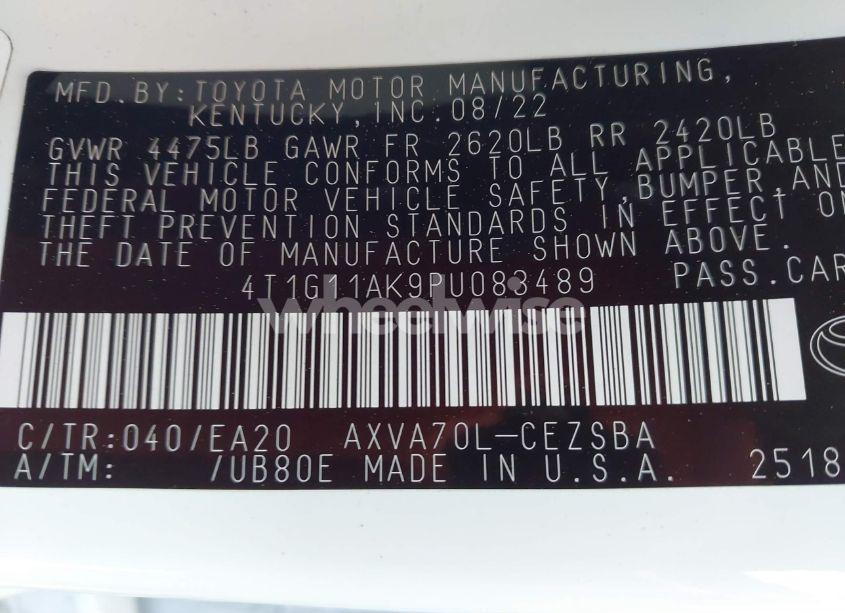 MFD.BY:TOYOTA MOTOR MANUFACTURING,
KENTUCKY,INC.08/22
GVWR 4475LB GAWR FR 2620LB RR 2420LB
THIS VEHICLE CONFORMS TO ALL APPLICABLE
FEDERAL MOTOR VEHICLE SAFETY,BUMPER,AND
THEFT PREVENTION STANDARDS IN EFFECT ON
THE DATE OF MANUFACTURE SHOWN ABOVE.
4T1G11AK9PU083489 PASS.CAR
wheelwise
C/TR:040/EA20 AXVA70L-CEZSBA
A/TM: /UB80E MADE IN U.S.A. 2518